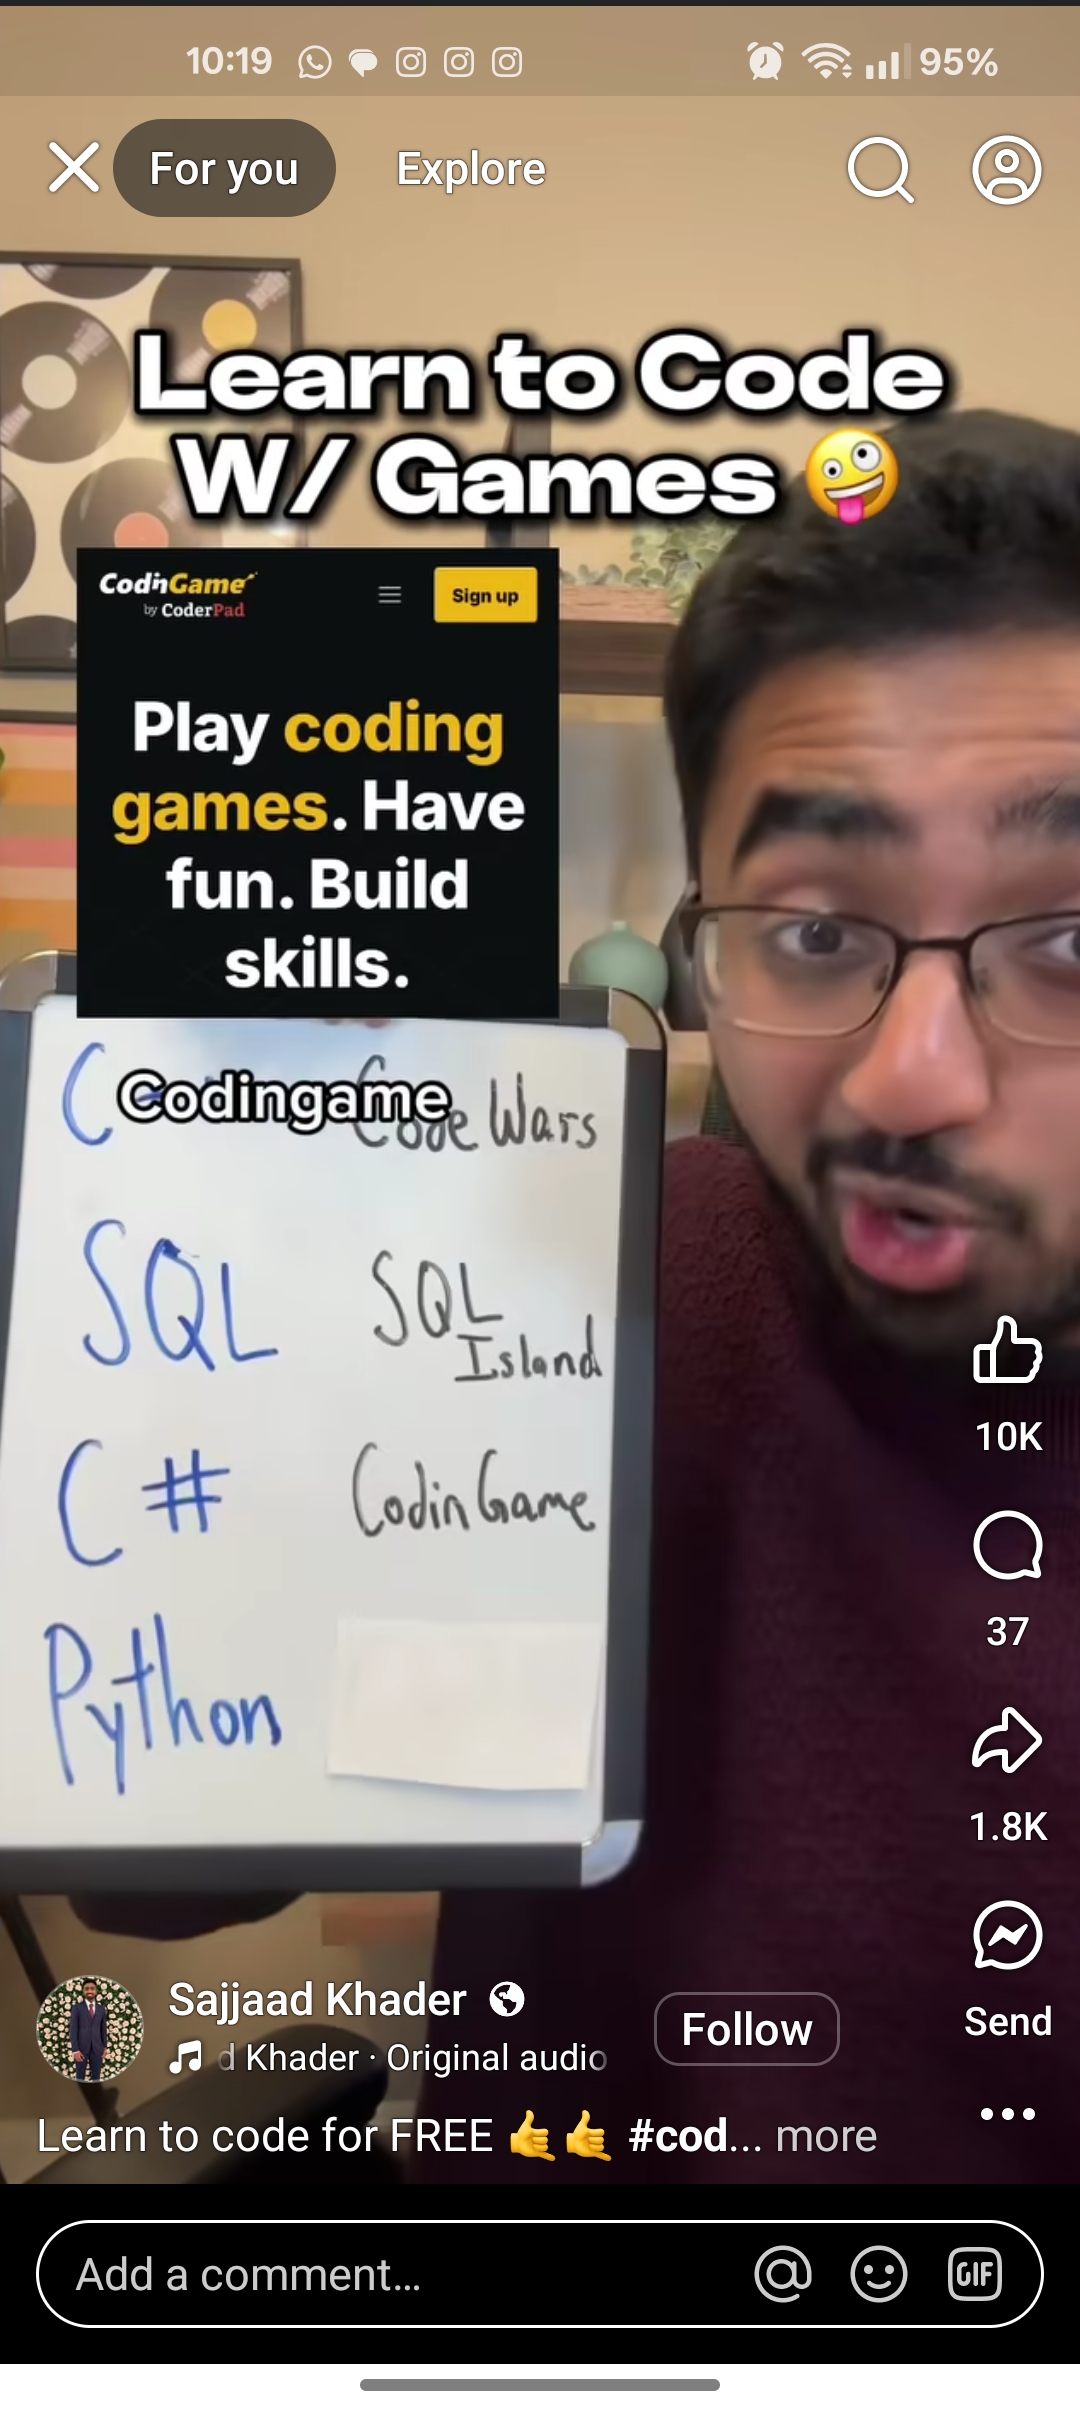 10:19
95%
For you
Explore
Learn to Code
W/ Games 🤪
CodinGame
by CoderPad
Sign up
Play coding
games. Have
fun. Build
skills.
Codingame
Code Wars
SQL
SQL
Island
C#
CodinGame
Python
10K
37
1.8K
Send
Sajjaad Khader
Follow
d Khader · Original audio
Learn to code for FREE 🤙🤙 #cod... more
Add a comment...
GIF